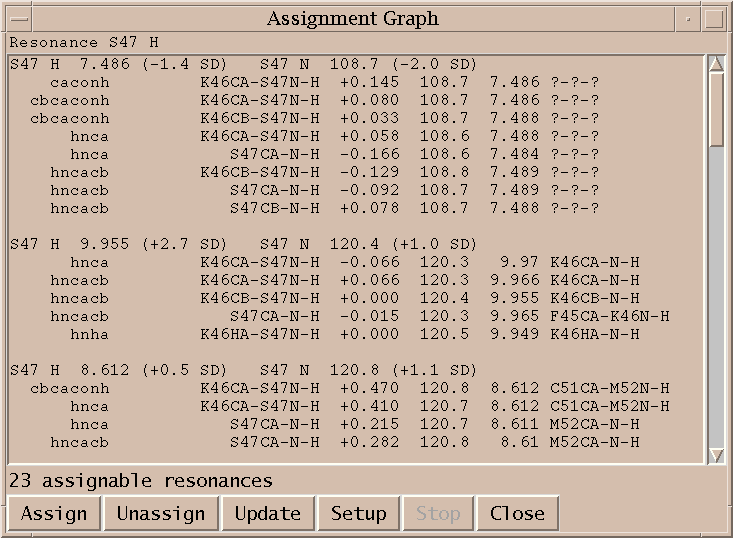 Assignment Graph
Resonance S47 H
S47 H  7.486 (-1.4 SD)   S47 N  108.7 (-2.0 SD)
    caconh         K46CA-S47N-H  +0.145  108.7  7.486 ?-?-?
  cbcaconh         K46CA-S47N-H  +0.080  108.7  7.486 ?-?-?
  cbcaconh         K46CB-S47N-H  +0.033  108.7  7.488 ?-?-?
      hnca         K46CA-S47N-H  +0.058  108.6  7.486 ?-?-?
      hnca            S47CA-N-H  -0.166  108.6  7.484 ?-?-?
    hncacb         K46CB-S47N-H  -0.129  108.8  7.489 ?-?-?
    hncacb            S47CA-N-H  -0.092  108.7  7.489 ?-?-?
    hncacb            S47CB-N-H  +0.078  108.7  7.488 ?-?-?
S47 H  9.955 (+2.7 SD)   S47 N  120.4 (+1.0 SD)
      hnca         K46CA-S47N-H  -0.066  120.3   9.97 K46CA-N-H
    hncacb         K46CA-S47N-H  +0.066  120.3  9.966 K46CA-N-H
    hncacb         K46CB-S47N-H  +0.000  120.4  9.955 K46CB-N-H
    hncacb            S47CA-N-H  -0.015  120.3  9.965 F45CA-K46N-H
      hnha         K46HA-S47N-H  +0.000  120.5  9.949 K46HA-N-H
S47 H  8.612 (+0.5 SD)   S47 N  120.8 (+1.1 SD)
  cbcaconh         K46CA-S47N-H  +0.470  120.8  8.612 C51CA-M52N-H
      hnca         K46CA-S47N-H  +0.410  120.7  8.612 C51CA-M52N-H
      hnca            S47CA-N-H  +0.215  120.7  8.611 M52CA-N-H
    hncacb            S47CA-N-H  +0.282  120.8   8.61 M52CA-N-H
23 assignable resonances
Assign  Unassign  Update  Setup  Stop  Close